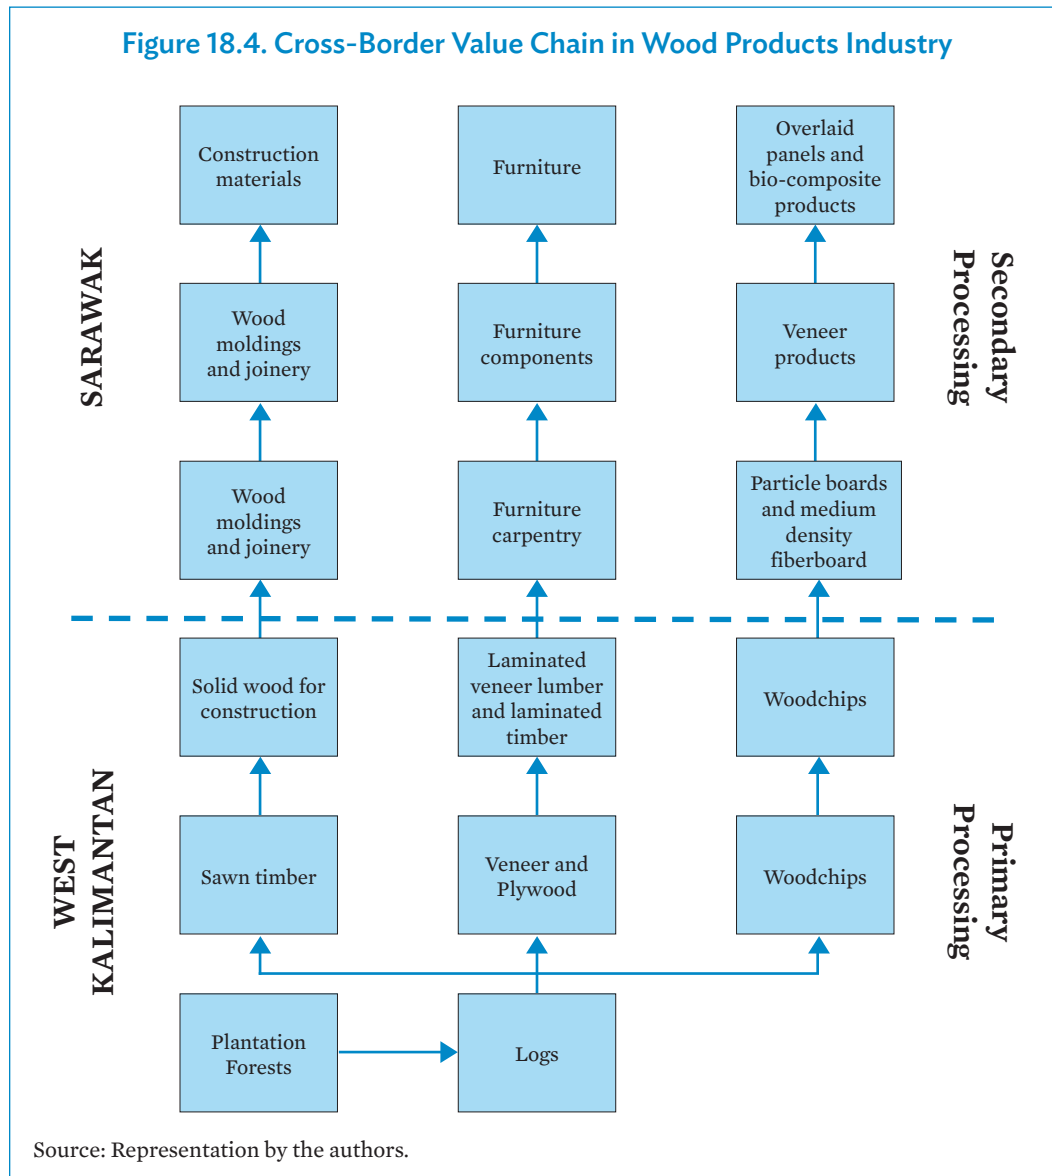 Figure 18.4. Cross-Border Value Chain in Wood Products Industry
Construction
materials
Furniture
Overlaid
panels and
bio-composite
products
SARAWAK
Secondary
Processing
Wood
moldings
and joinery
Furniture
components
Veneer
products
Wood
moldings
and joinery
Furniture
carpentry
Particle boards
and medium
density
fiberboard
Solid wood for
construction
Laminated
veneer lumber
and laminated
timber
Woodchips
WEST
KALIMANTAN
Primary
Processing
Sawn timber
Veneer and
Plywood
Woodchips
Plantation
Forests
Logs
Source: Representation by the authors.